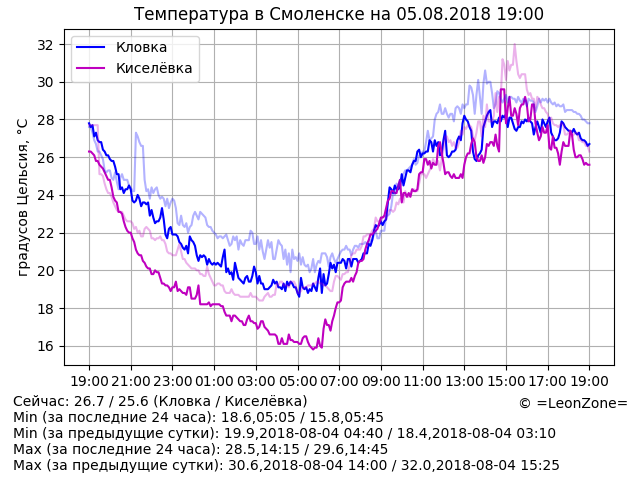 Температура в Смоленске на 05.08.2018 19:00
Кловка
Киселёвка
градусов Цельсия, °C
32
30
28
26
24
22
20
18
16
19:00 21:00 23:00 01:00 03:00 05:00 07:00 09:00 11:00 13:00 15:00 17:00 19:00
Сейчас: 26.7 / 25.6 (Кловка / Киселёвка)
© =LeonZone=
Min (за последние 24 часа): 18.6,05:05 / 15.8,05:45
Min (за предыдущие сутки): 19.9,2018-08-04 04:40 / 18.4,2018-08-04 03:10
Max (за последние 24 часа): 28.5,14:15 / 29.6,14:45
Max (за предыдущие сутки): 30.6,2018-08-04 14:00 / 32.0,2018-08-04 15:25